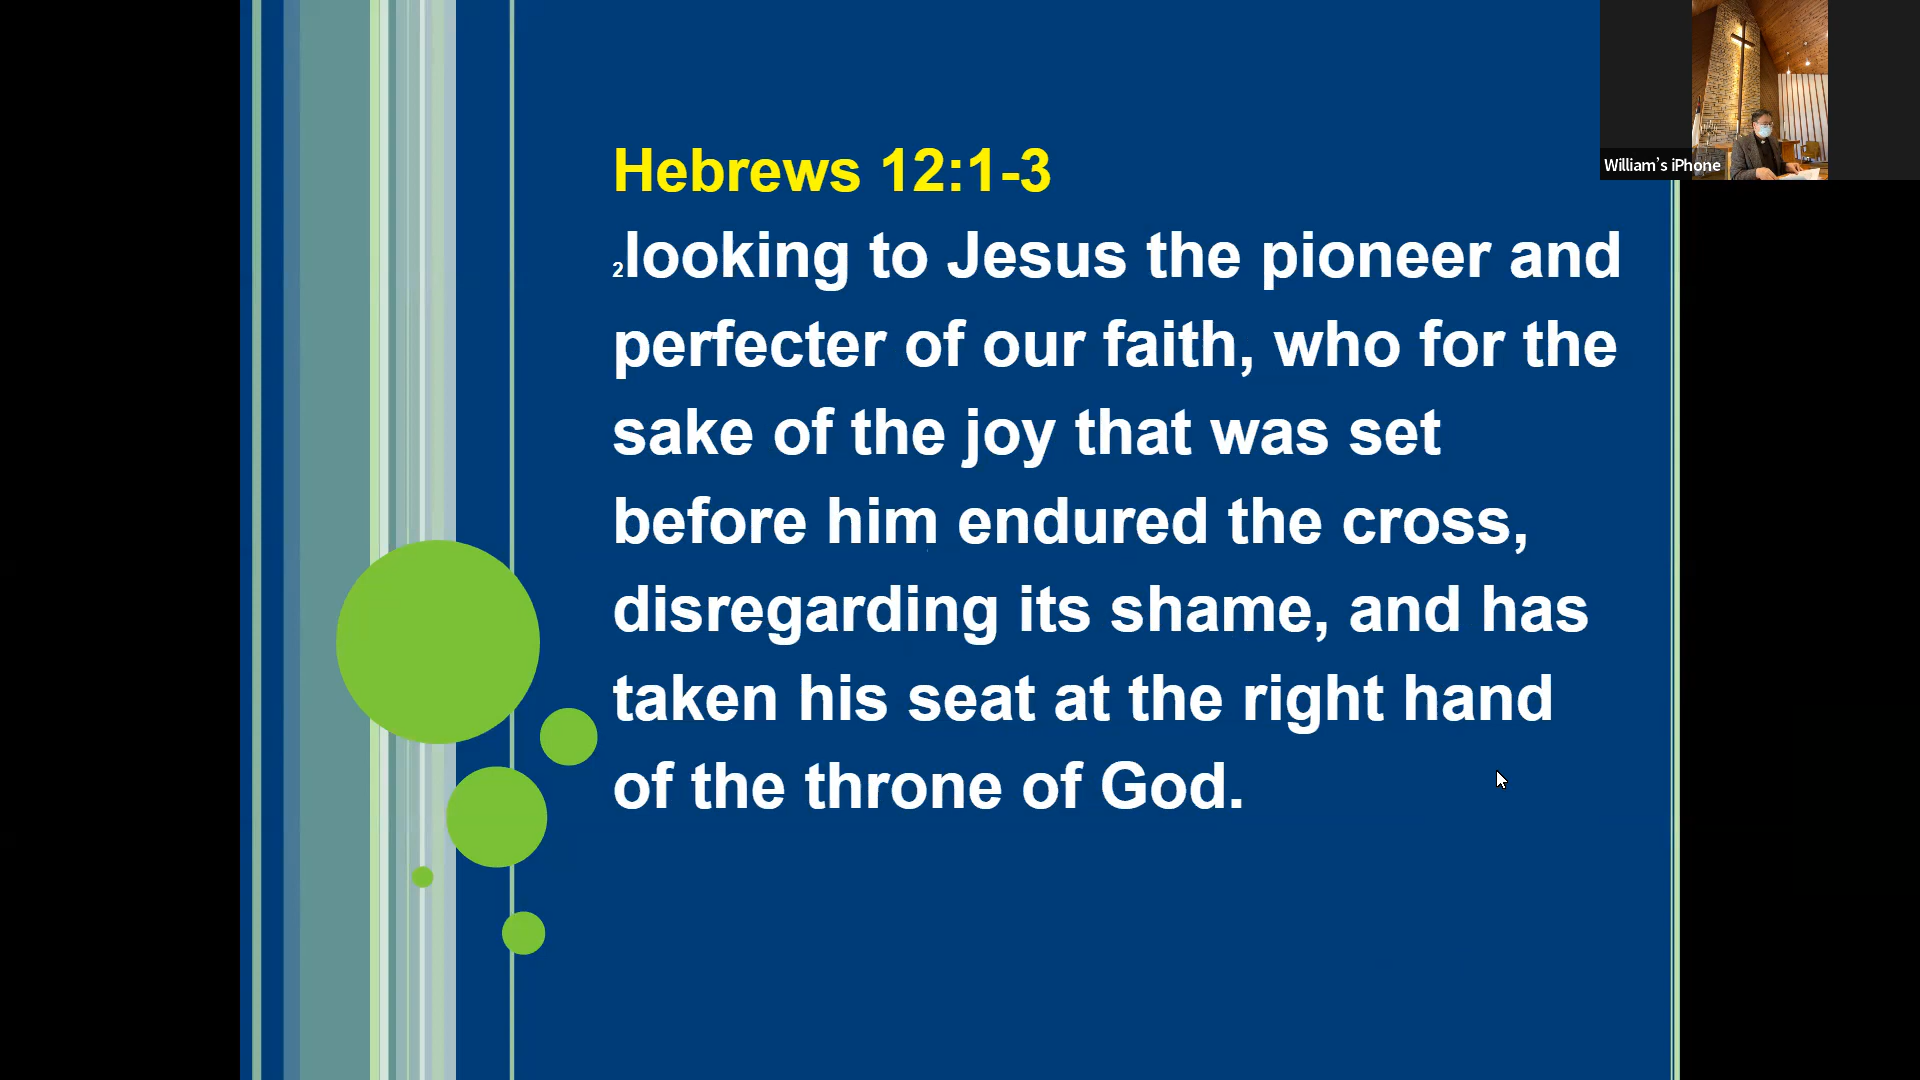 Hebrews 12:1-3
2looking to Jesus the pioneer and
perfecter of our faith, who for the
sake of the joy that was set
before him endured the cross,
disregarding its shame, and has
taken his seat at the right hand
of the throne of God.
William's iPhone